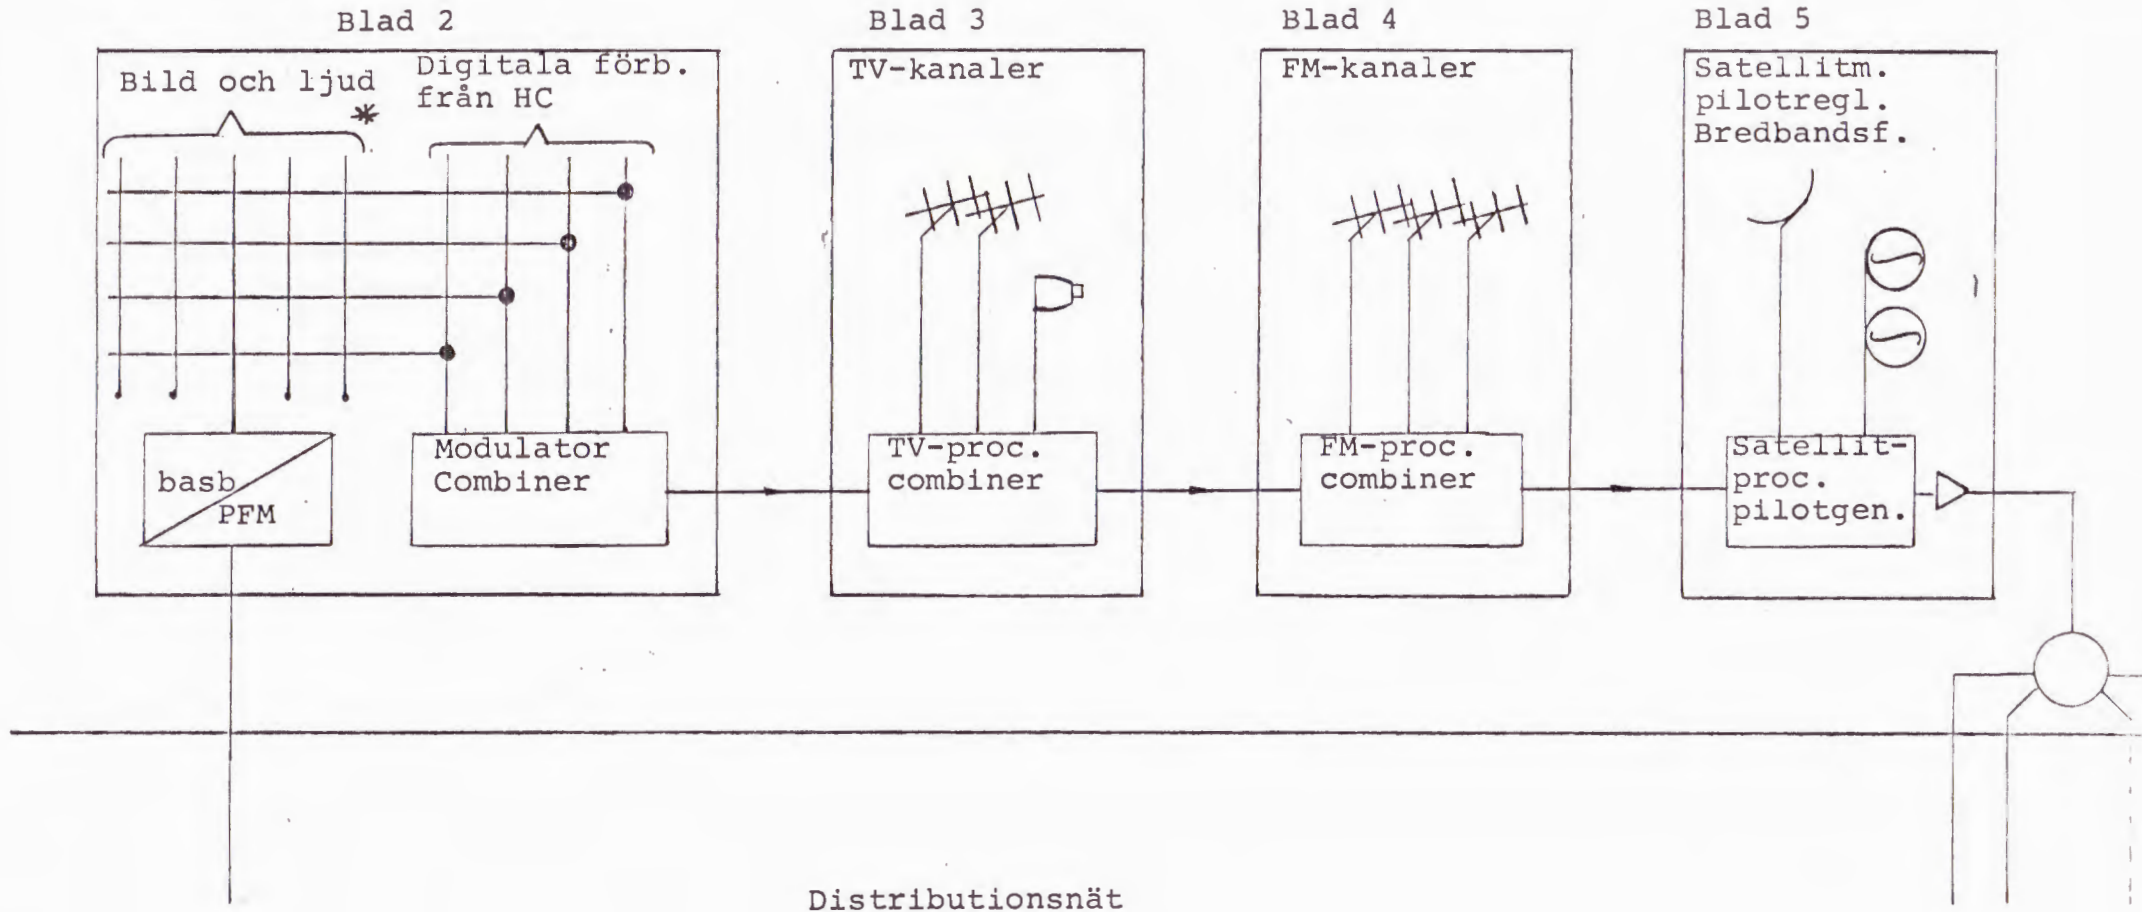 Blad 2
Bild och ljud
*
Digitala förb.
från HC
basb
PFM
Modulator
Combiner
Blad 3
TV-kanaler
TV-proc.
combiner
Blad 4
FM-kanaler
FM-proc.
combiner
Blad 5
Satellitm.
pilotregl.
Bredbandsf.
Satellit-
proc.
pilotgen.
Distributionsnät